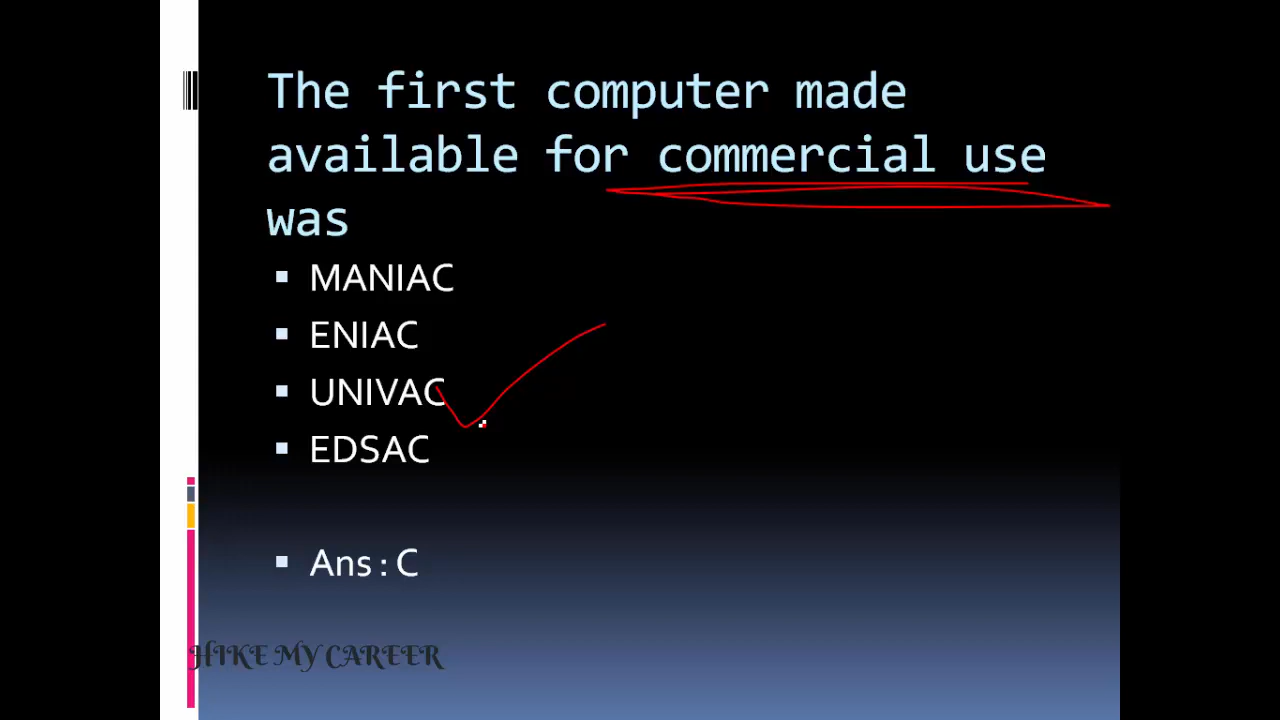 The first computer made
available for commercial use
was
MANIAC
ENIAC
UNIVAC
EDSAC
Ans : C
HIKE MY CAREER